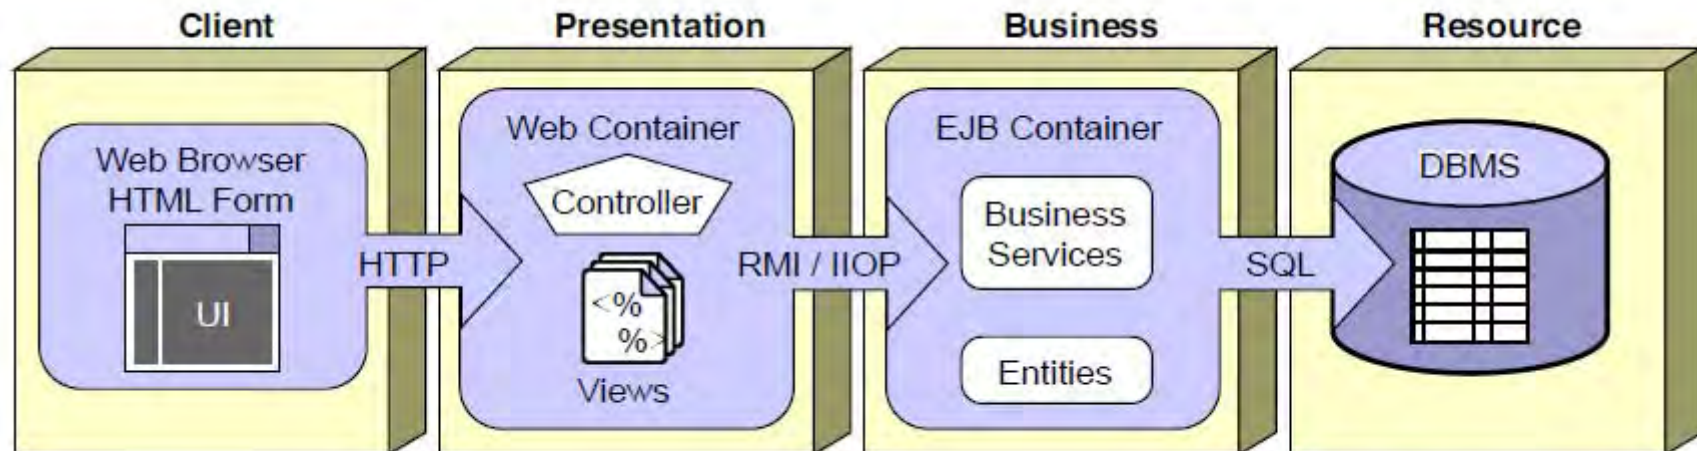 Client
Presentation
Business
Resource
Web Browser
HTML Form
UI
HTTP
Web Container
Controller
<%
%>
Views
RMI / IIOP
EJB Container
Business
Services
Entities
SQL
DBMS